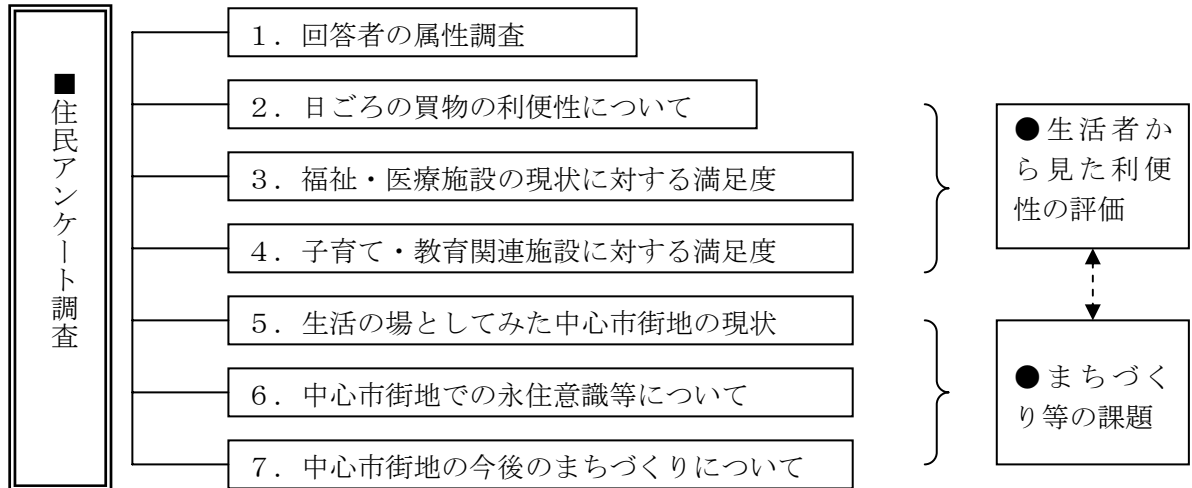 ■住民アンケート調査
１．回答者の属性調査
２．日ごろの買物の利便性について
３．福祉・医療施設の現状に対する満足度
４．子育て・教育関連施設に対する満足度
５．生活の場としてみた中心市街地の現状
６．中心市街地での永住意識等について
７．中心市街地の今後のまちづくりについて
●生活者か
ら見た利便
性の評価
●まちづく
り等の課題